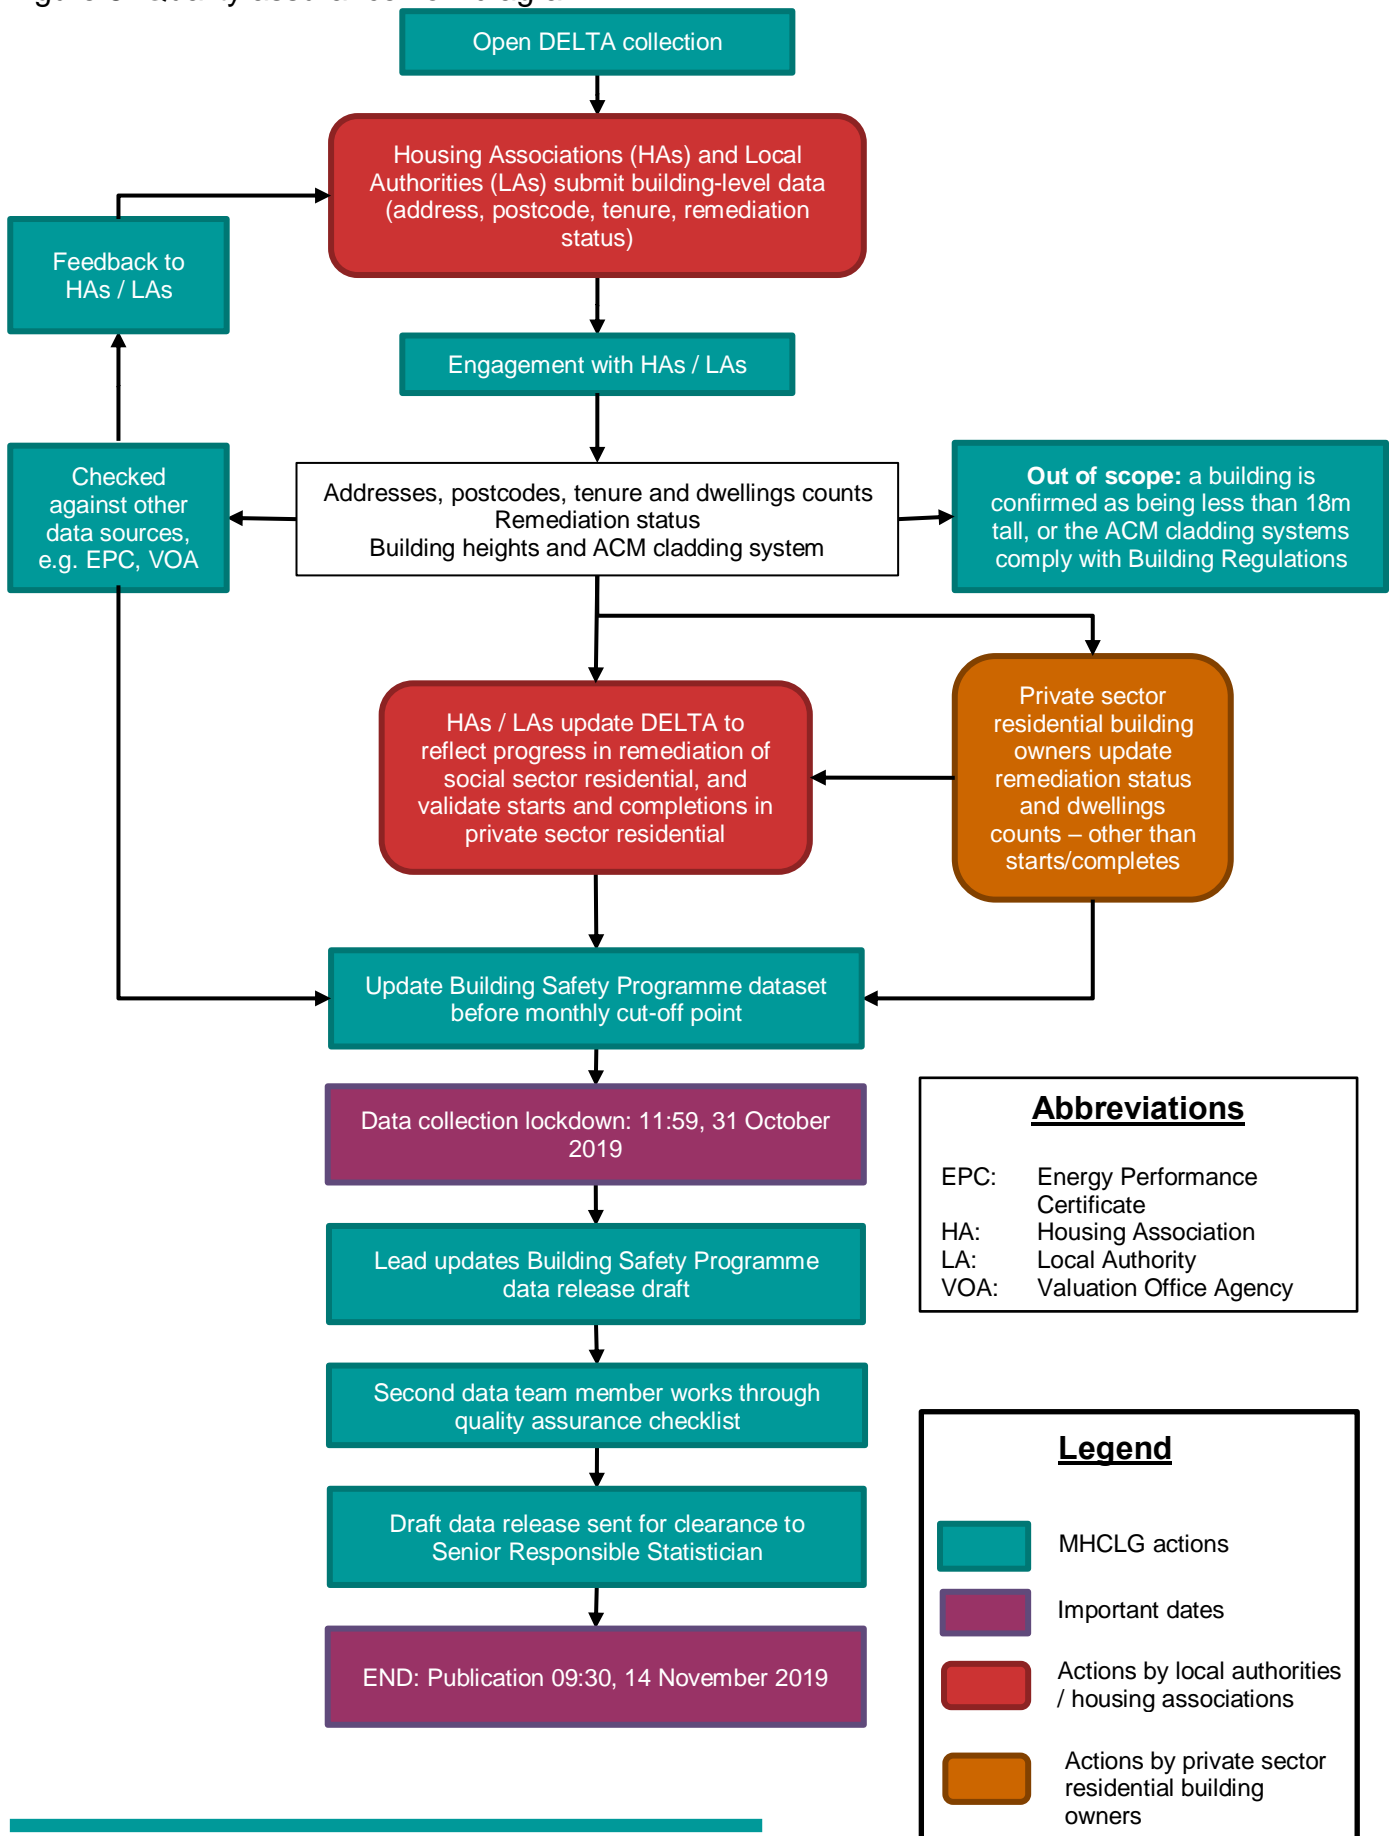 Open DELTA collection
Housing Associations (HAs) and Local
Authorities (LAs) submit building-level data
(address, postcode, tenure, remediation
status)
Feedback to
HAs / LAs
Engagement with HAs / LAs
Checked
against other
data sources,
e.g. EPC, VOA
Addresses, postcodes, tenure and dwellings counts
Remediation status
Building heights and ACM cladding system
Out of scope: a building is
confirmed as being less than 18m
tall, or the ACM cladding systems
comply with Building Regulations
HAs / LAs update DELTA to
reflect progress in remediation of
social sector residential, and
validate starts and completions in
private sector residential
Private sector
residential building
owners update
remediation status
and dwellings
counts – other than
starts/completes
Update Building Safety Programme dataset
before monthly cut-off point
Data collection lockdown: 11:59, 31 October
2019
Lead updates Building Safety Programme
data release draft
Second data team member works through
quality assurance checklist
Draft data release sent for clearance to
Senior Responsible Statistician
END: Publication 09:30, 14 November 2019
Abbreviations
EPC: Energy Performance
Certificate
HA: Housing Association
LA: Local Authority
VOA: Valuation Office Agency
Legend
MHCLG actions
Important dates
Actions by local authorities
/ housing associations
Actions by private sector
residential building
owners